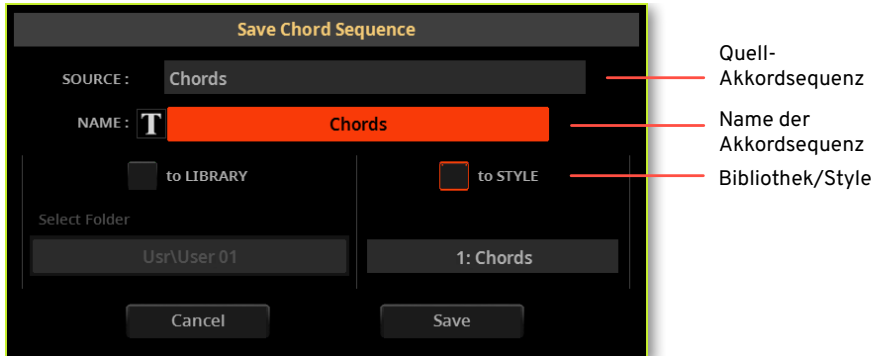 Save Chord Sequence
SOURCE :
Chords
NAME :
T
Chords
to LIBRARY
to STYLE
Select Folder
Usr\User 01
1: Chords
Cancel
Save
Quell-
Akkordsequenz
Name der
Akkordsequenz
Bibliothek/Style